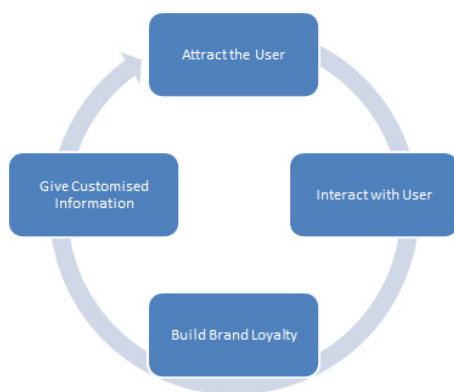 Attract the User
Interact with User
Build Brand Loyalty
Give Customised
Information